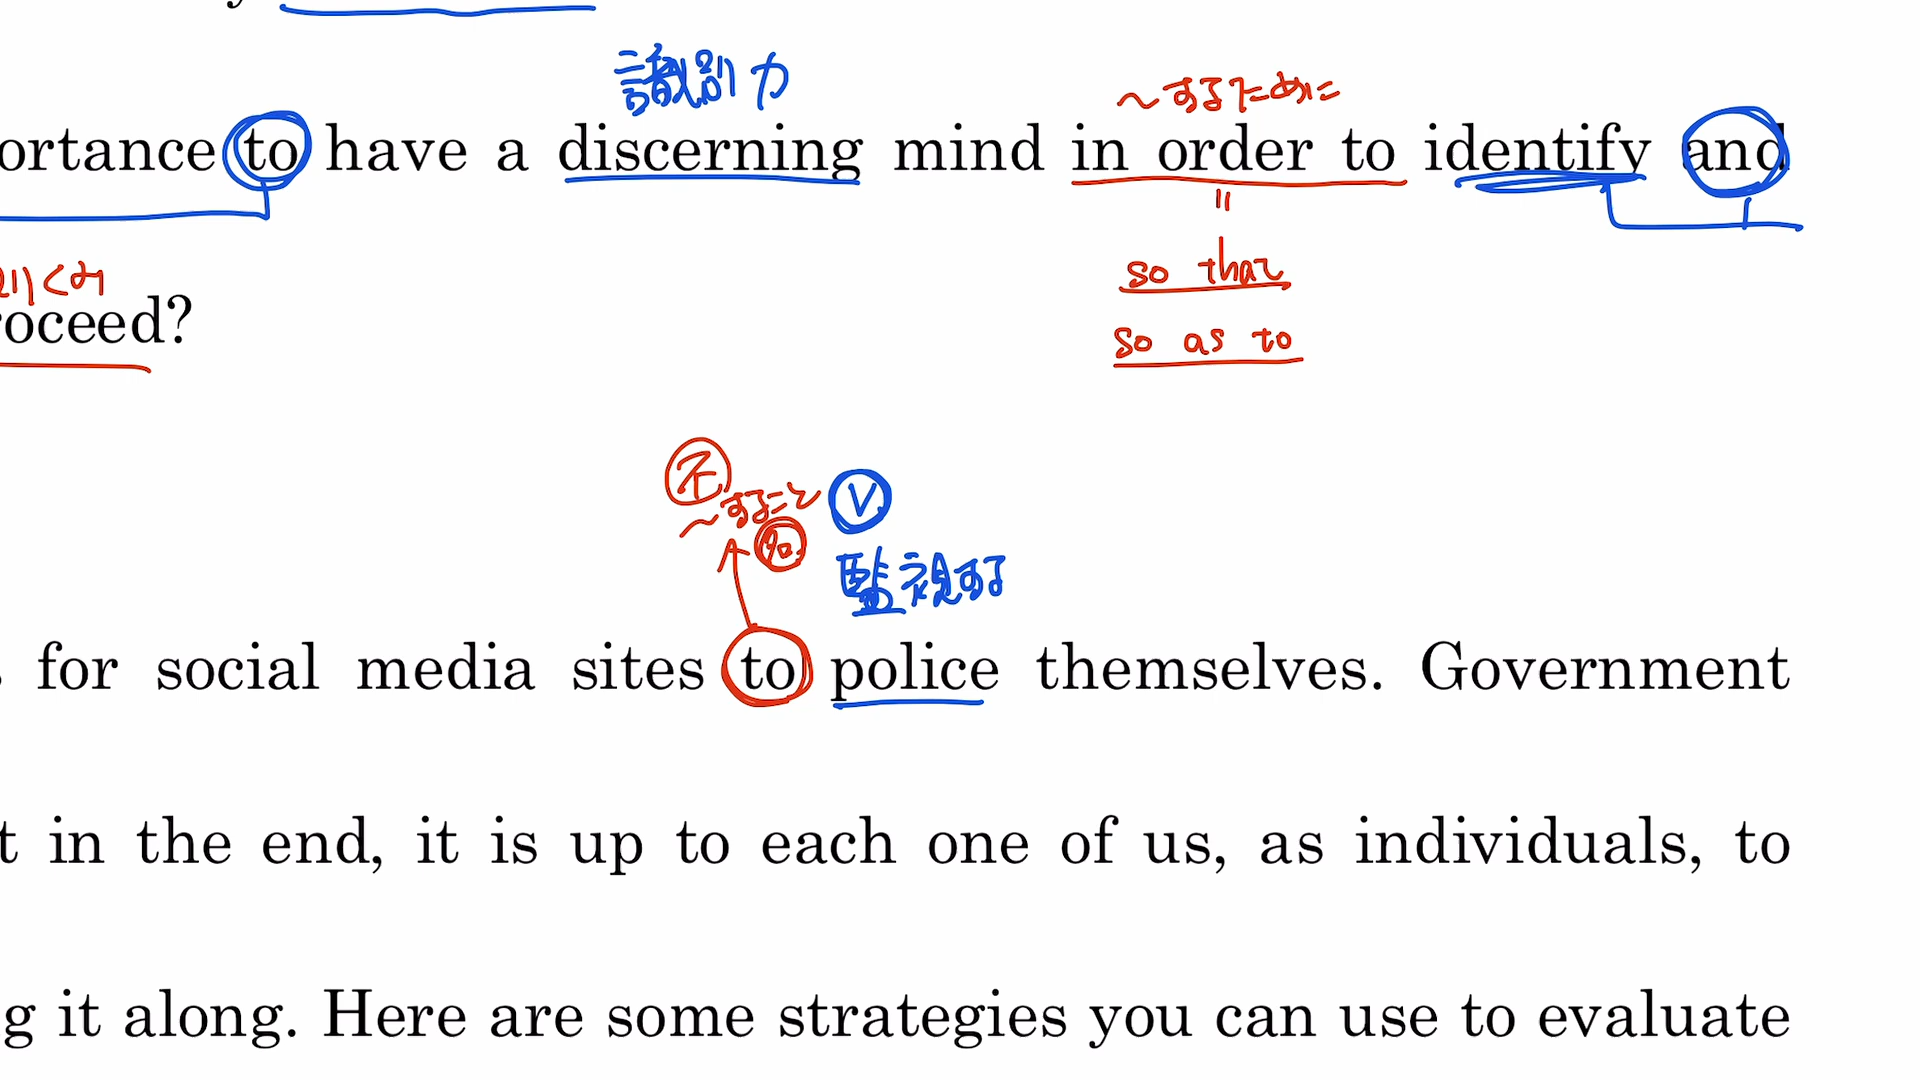 識別力 ～するために
ortance to have a discerning mind in order to identify and
=
so that
りくみ
roceed?
so as to
不
～すること V
名
監視する
for social media sites to police themselves. Government
t in the end, it is up to each one of us, as individuals, to
g it along. Here are some strategies you can use to evaluate